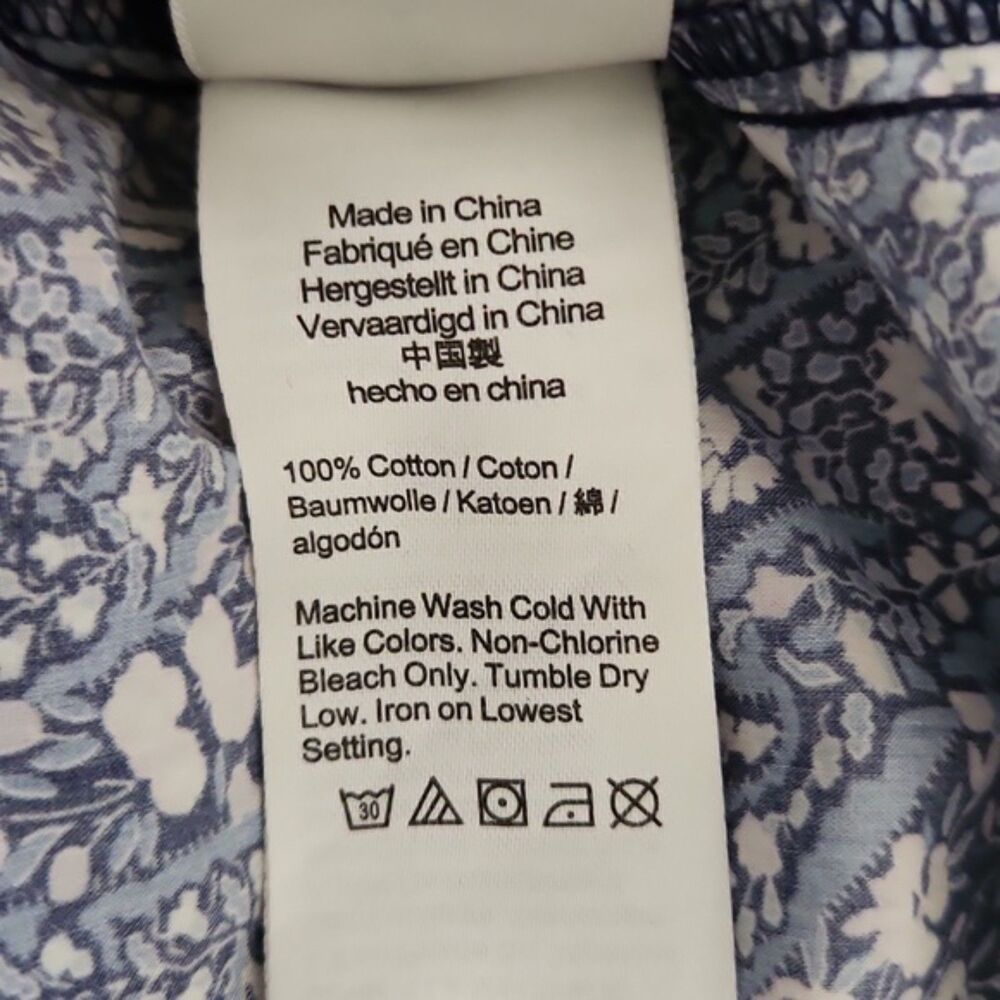 Made in China
Fabriqué en Chine
Hergestellt in China
Vervaardigd in China
中国製
hecho en china
100% Cotton / Coton /
Baumwolle / Katoen / 綿 /
algodón
Machine Wash Cold With
Like Colors. Non-Chlorine
Bleach Only. Tumble Dry
Low. Iron on Lowest
Setting.
30